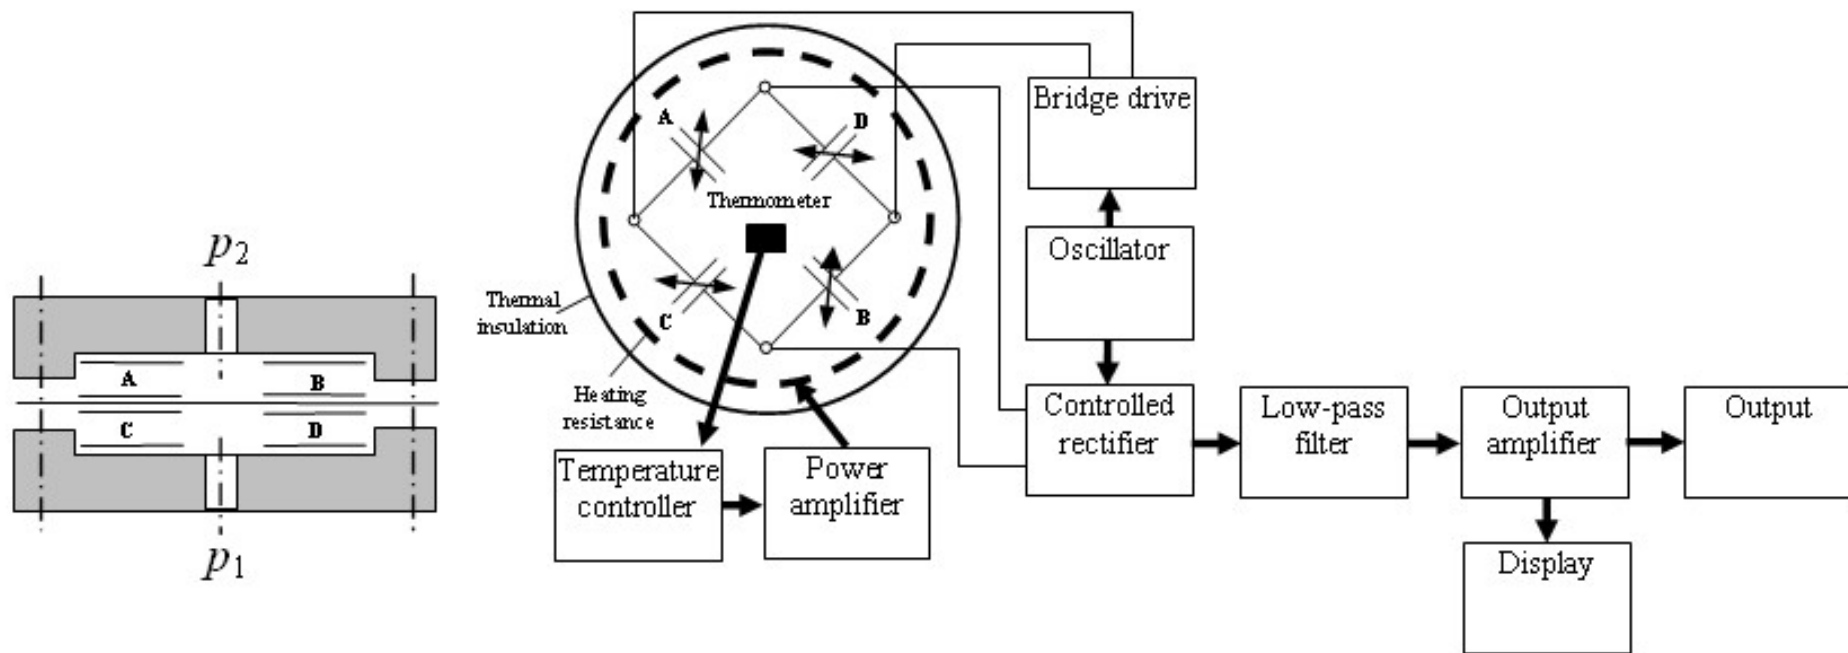 p2
A
B
C
D
p1
A
D
Thermometer
C
B
Thermal
insulation
Heating
resistance
Temperature
controller
Power
amplifier
Bridge drive
Oscillator
Controlled
rectifier
Low-pass
filter
Output
amplifier
Output
Display